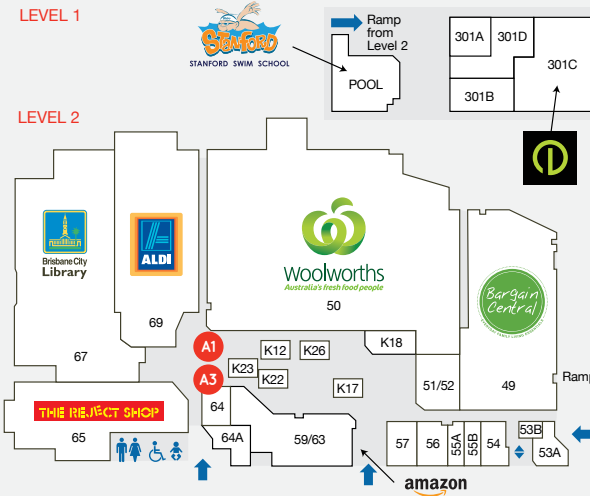 LEVEL 1
STANFORD
STANFORD SWIM SCHOOL
Ramp
from
Level 2
POOL
301A
301D
301C
301B
LEVEL 2
Brisbane City
Library
67
ALDI
69
Woolworths
Australia's fresh food people
50
Bargain
Central
49
Ramp
A1
A3
K12
K26
K18
K23
K22
K17
51/52
THE REJECT SHOP
65
64
64A
59/63
57
56
55A
55B
54
53B
53A
amazon